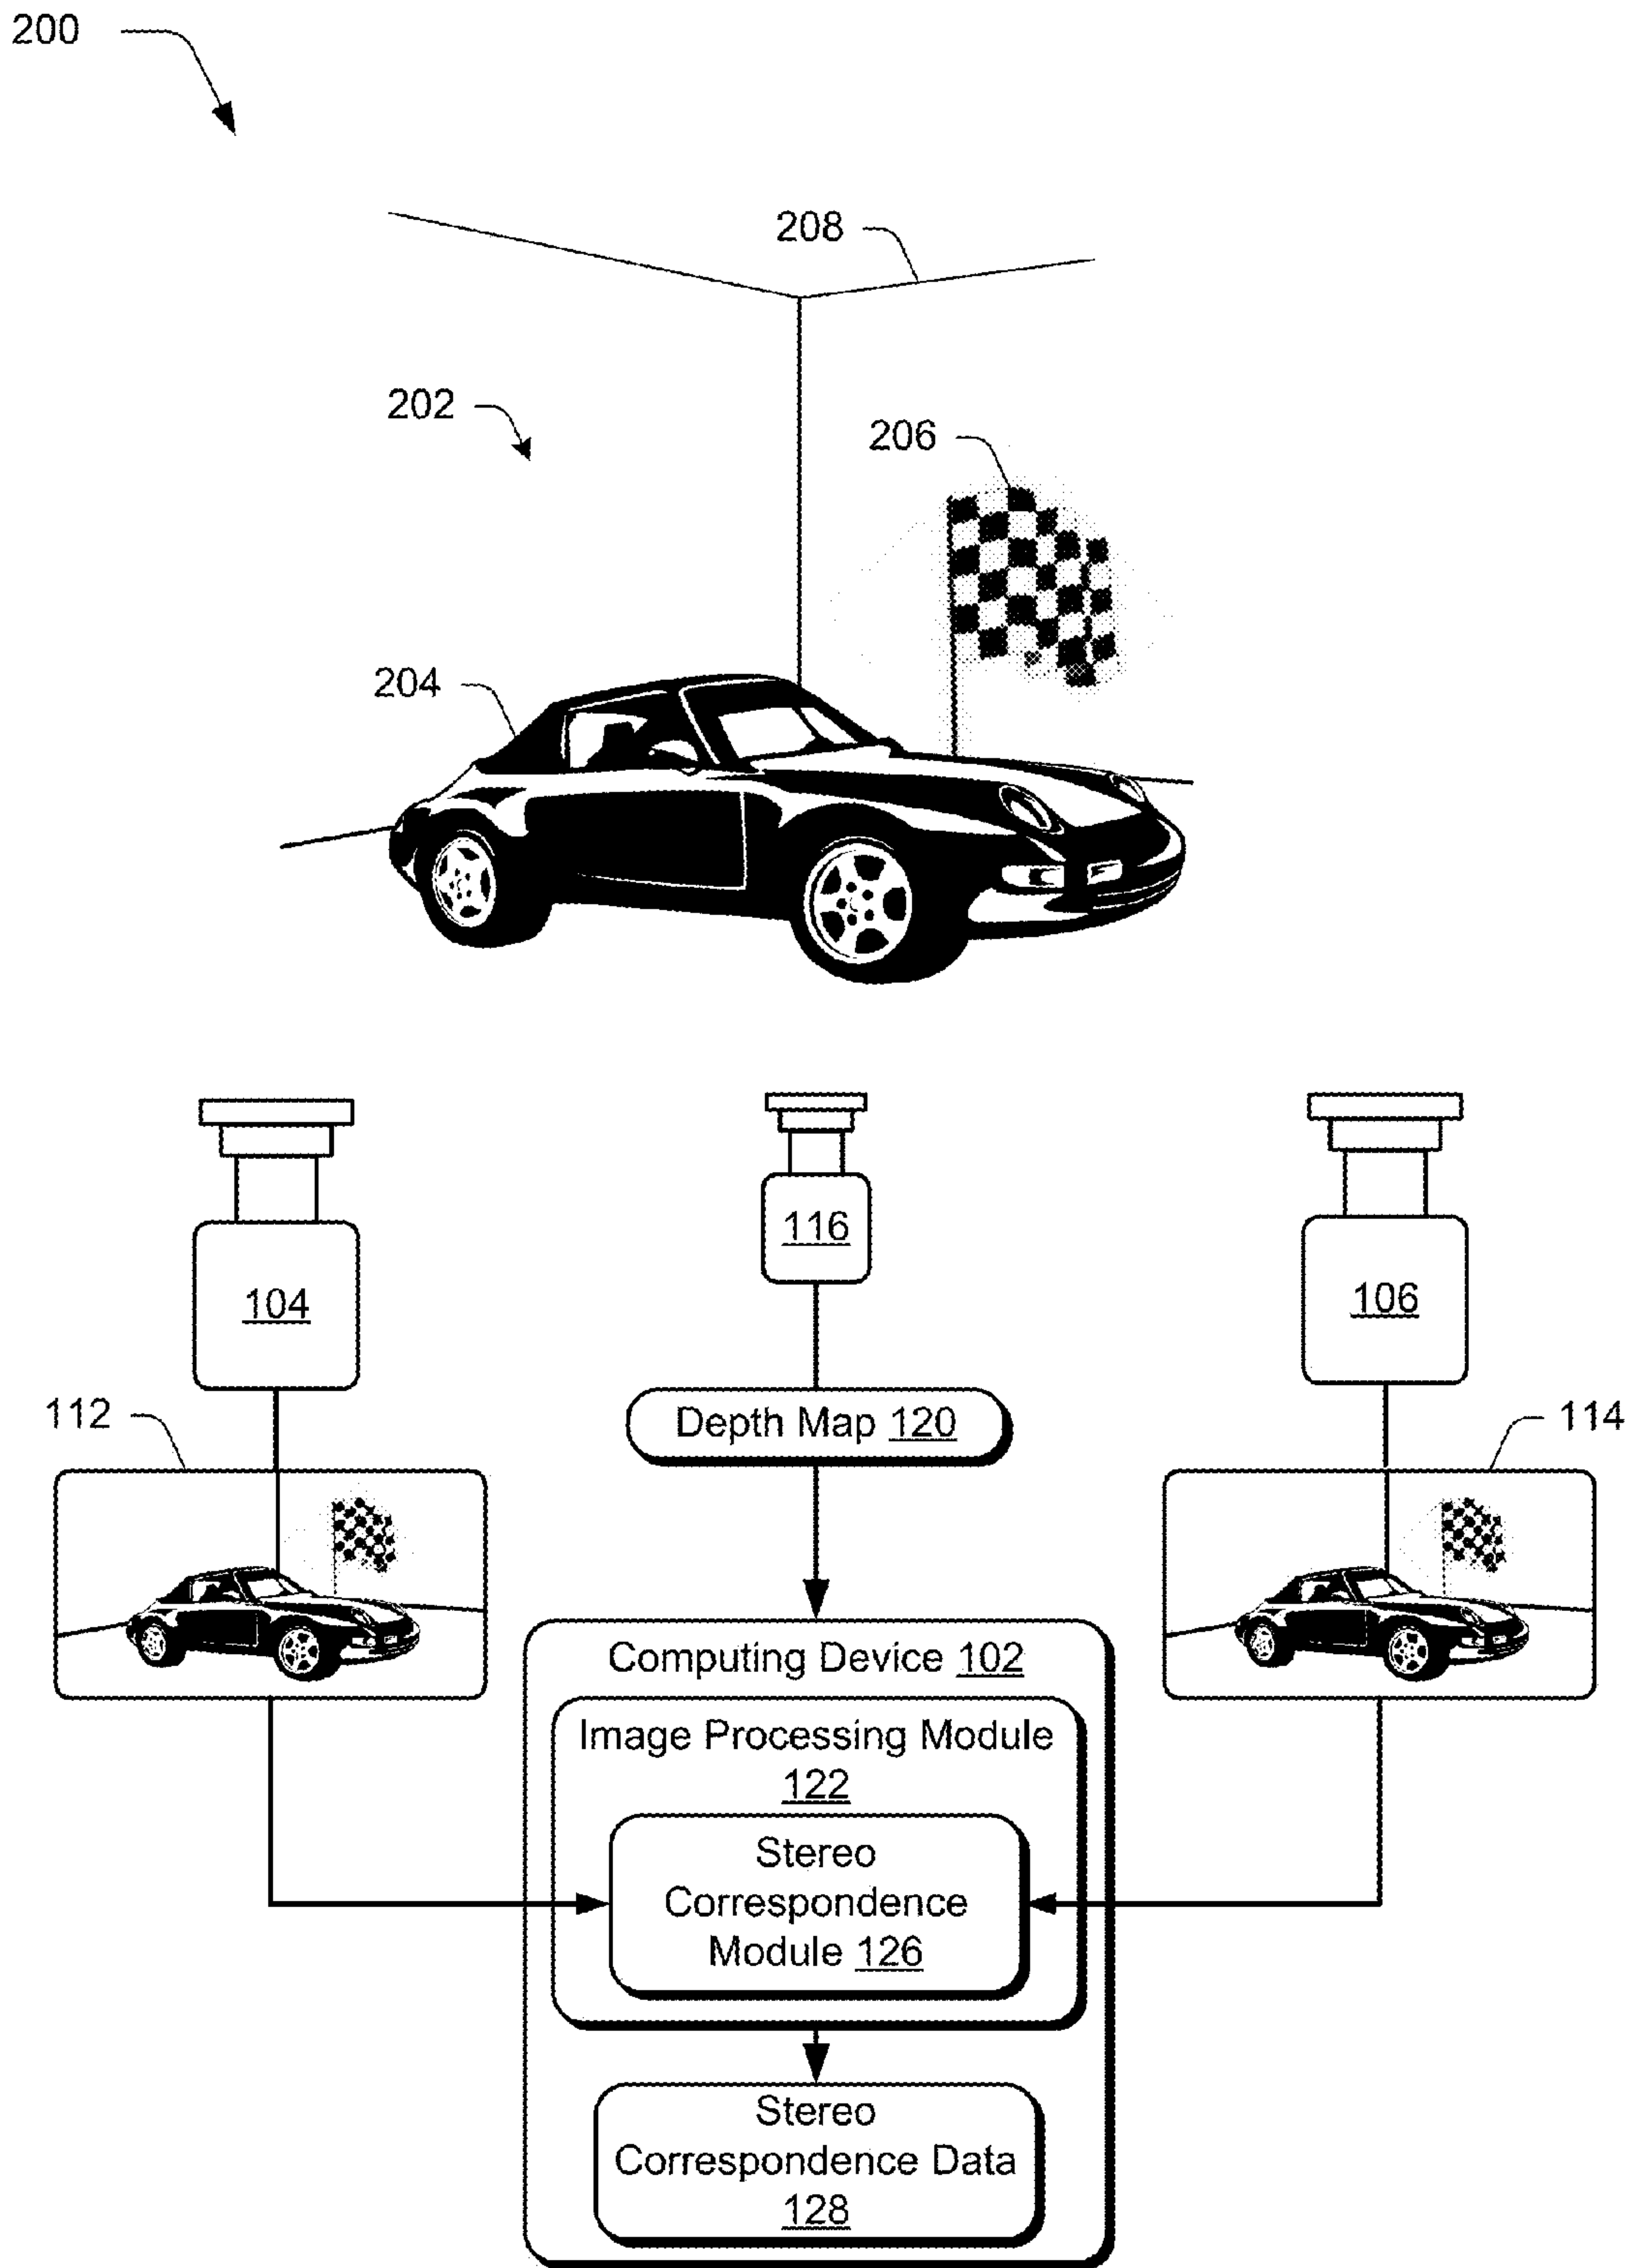 200
208
202
206
204
116
104
106
112
Depth Map 120
114
Computing Device 102
Image Processing Module
122
Stereo
Correspondence
Module 126
Stereo
Correspondence Data
128